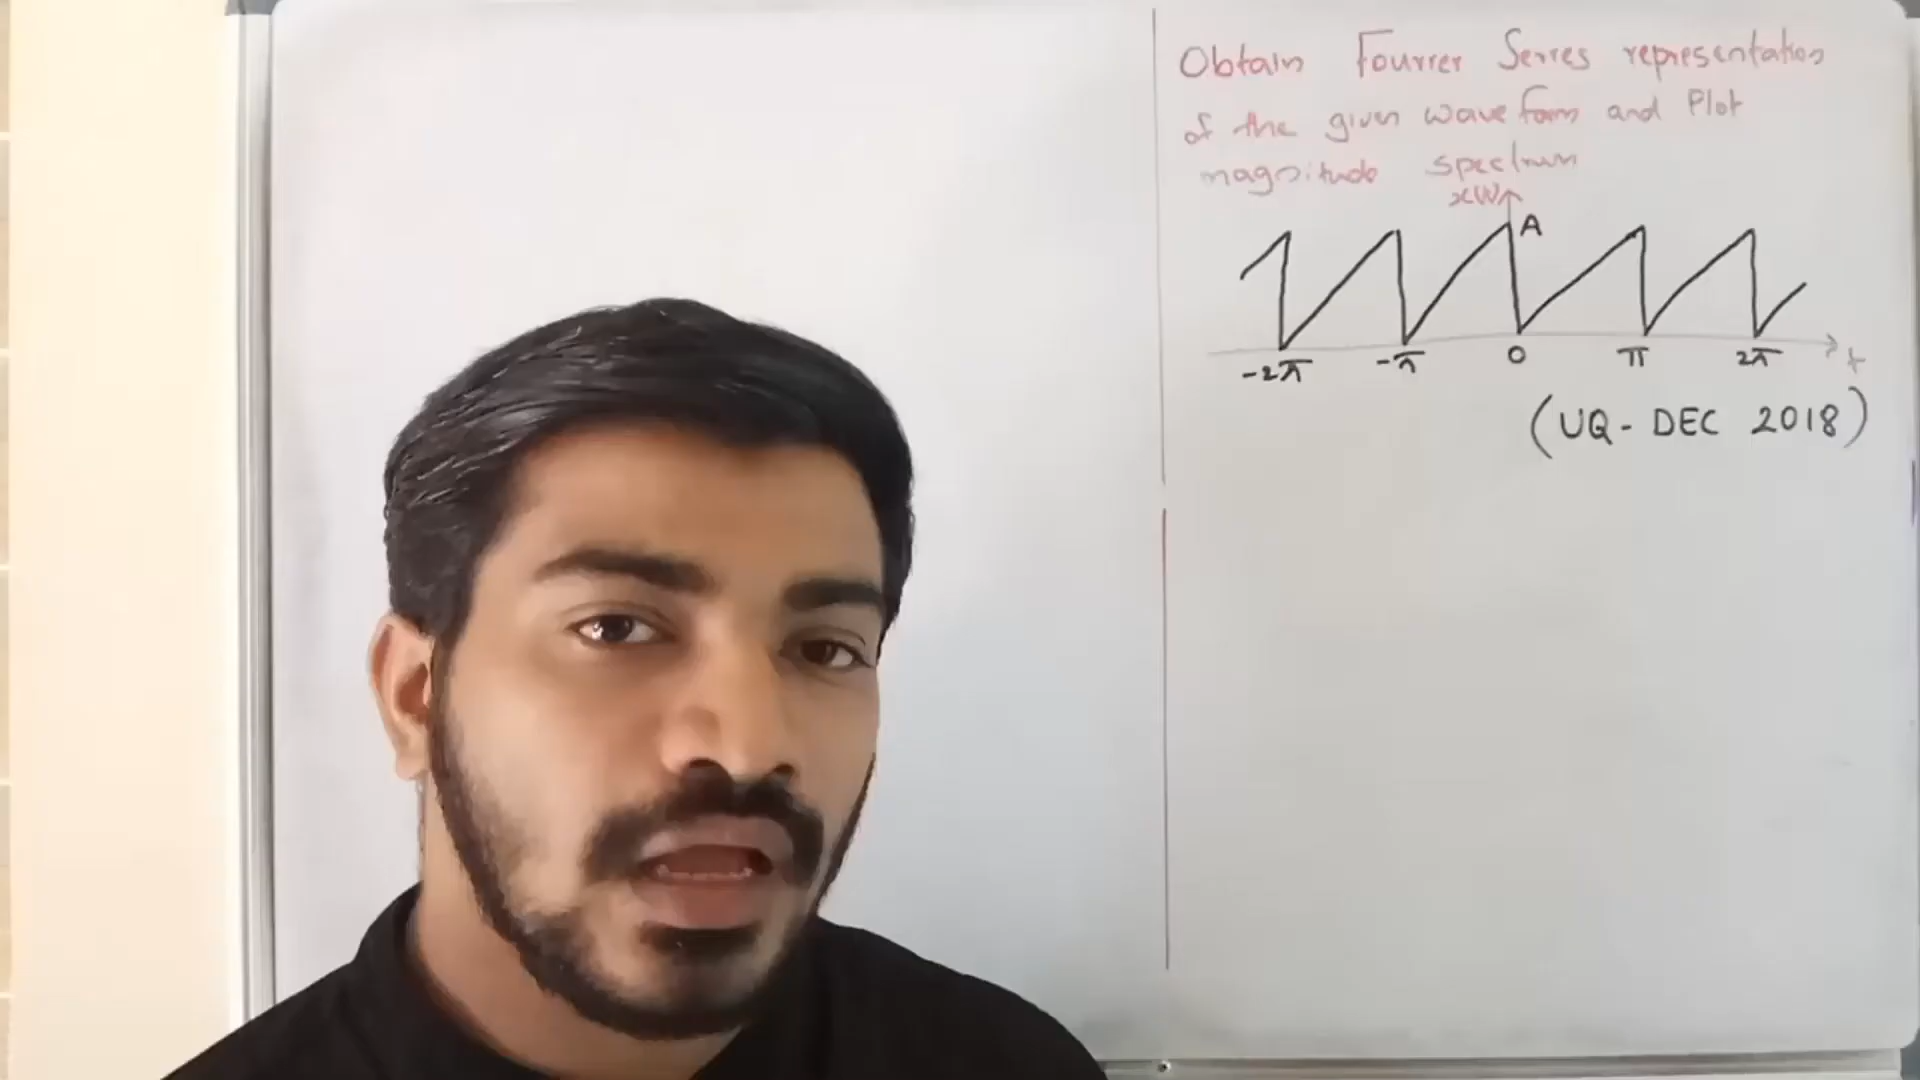 Obtain Fourier Series representation
of the given wave form and Plot
magnitude spectrum
x(t)
A
-2π -π 0 π 2π t
(UQ- DEC 2018)